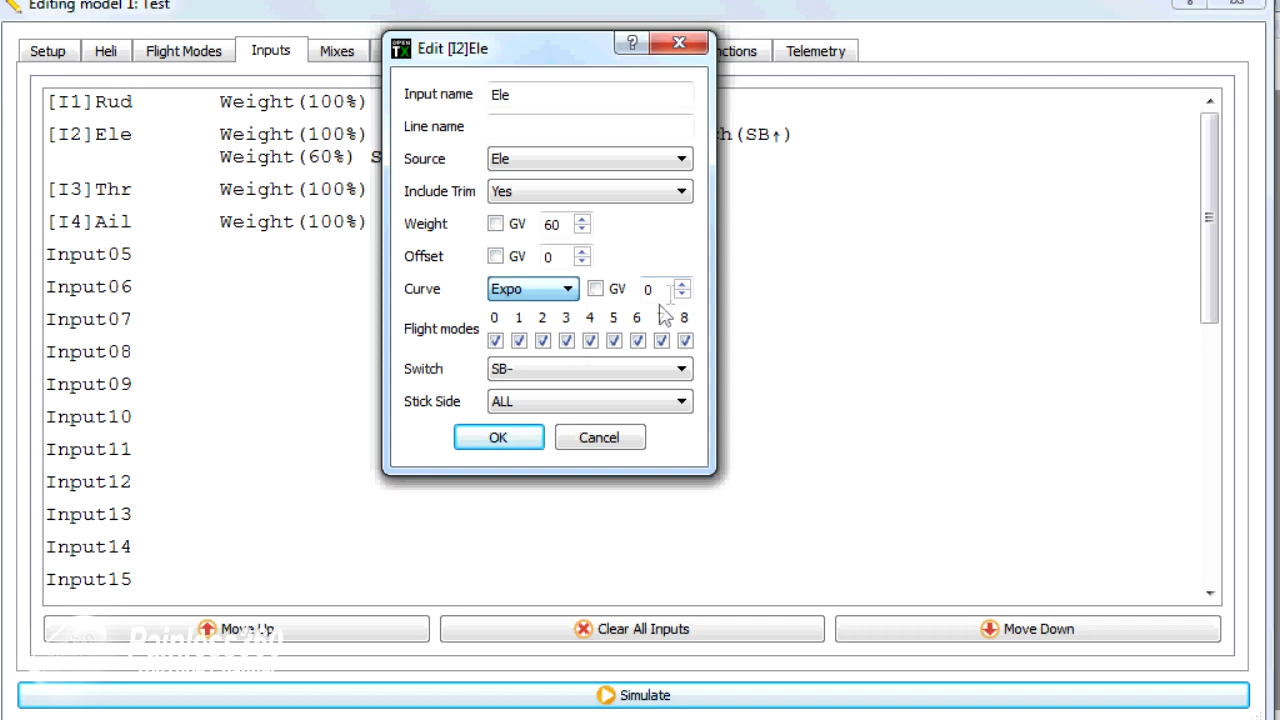 Editing model 1: Test
Setup Heli Flight Modes Inputs Mixes Telemetry
Edit [I2]Ele
Input name Ele
Line name
Source Ele
Include Trim Yes
Weight GV 60
Offset GV 0
Curve Expo GV 0
0 1 2 3 4 5 6 8
Flight modes
Switch SB-
Stick Side ALL
OK Cancel
[I1]Rud Weight(100%)
[I2]Ele Weight(100%) (SB↑)
Weight(60%)
[I3]Thr Weight(100%)
[I4]Ail Weight(100%)
Input05
Input06
Input07
Input08
Input09
Input10
Input11
Input12
Input13
Input14
Input15
Move Up Clear All Inputs Move Down
Painless360
Simulate